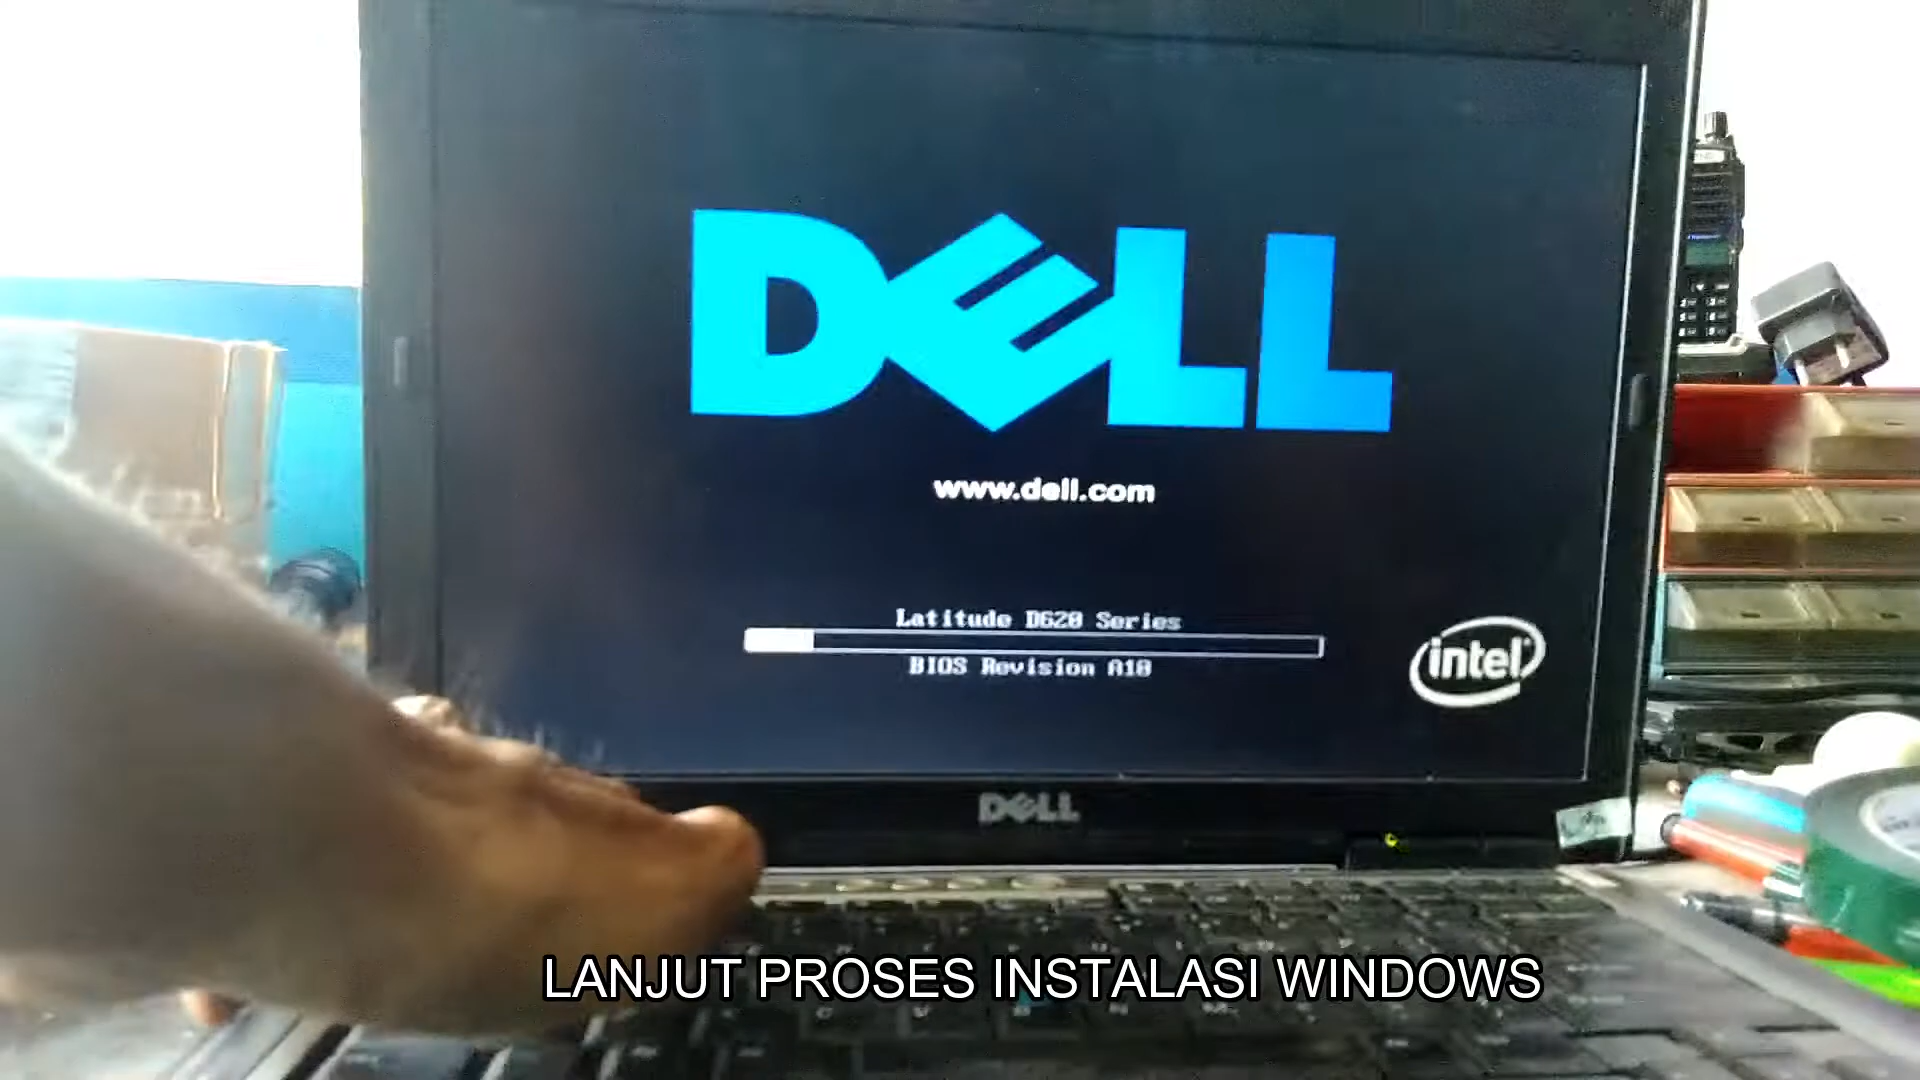 DELL
www.dell.com
Latitude D620 Series
BIOS Revision A10
intel
DELL
LANJUT PROSES INSTALASI WINDOWS